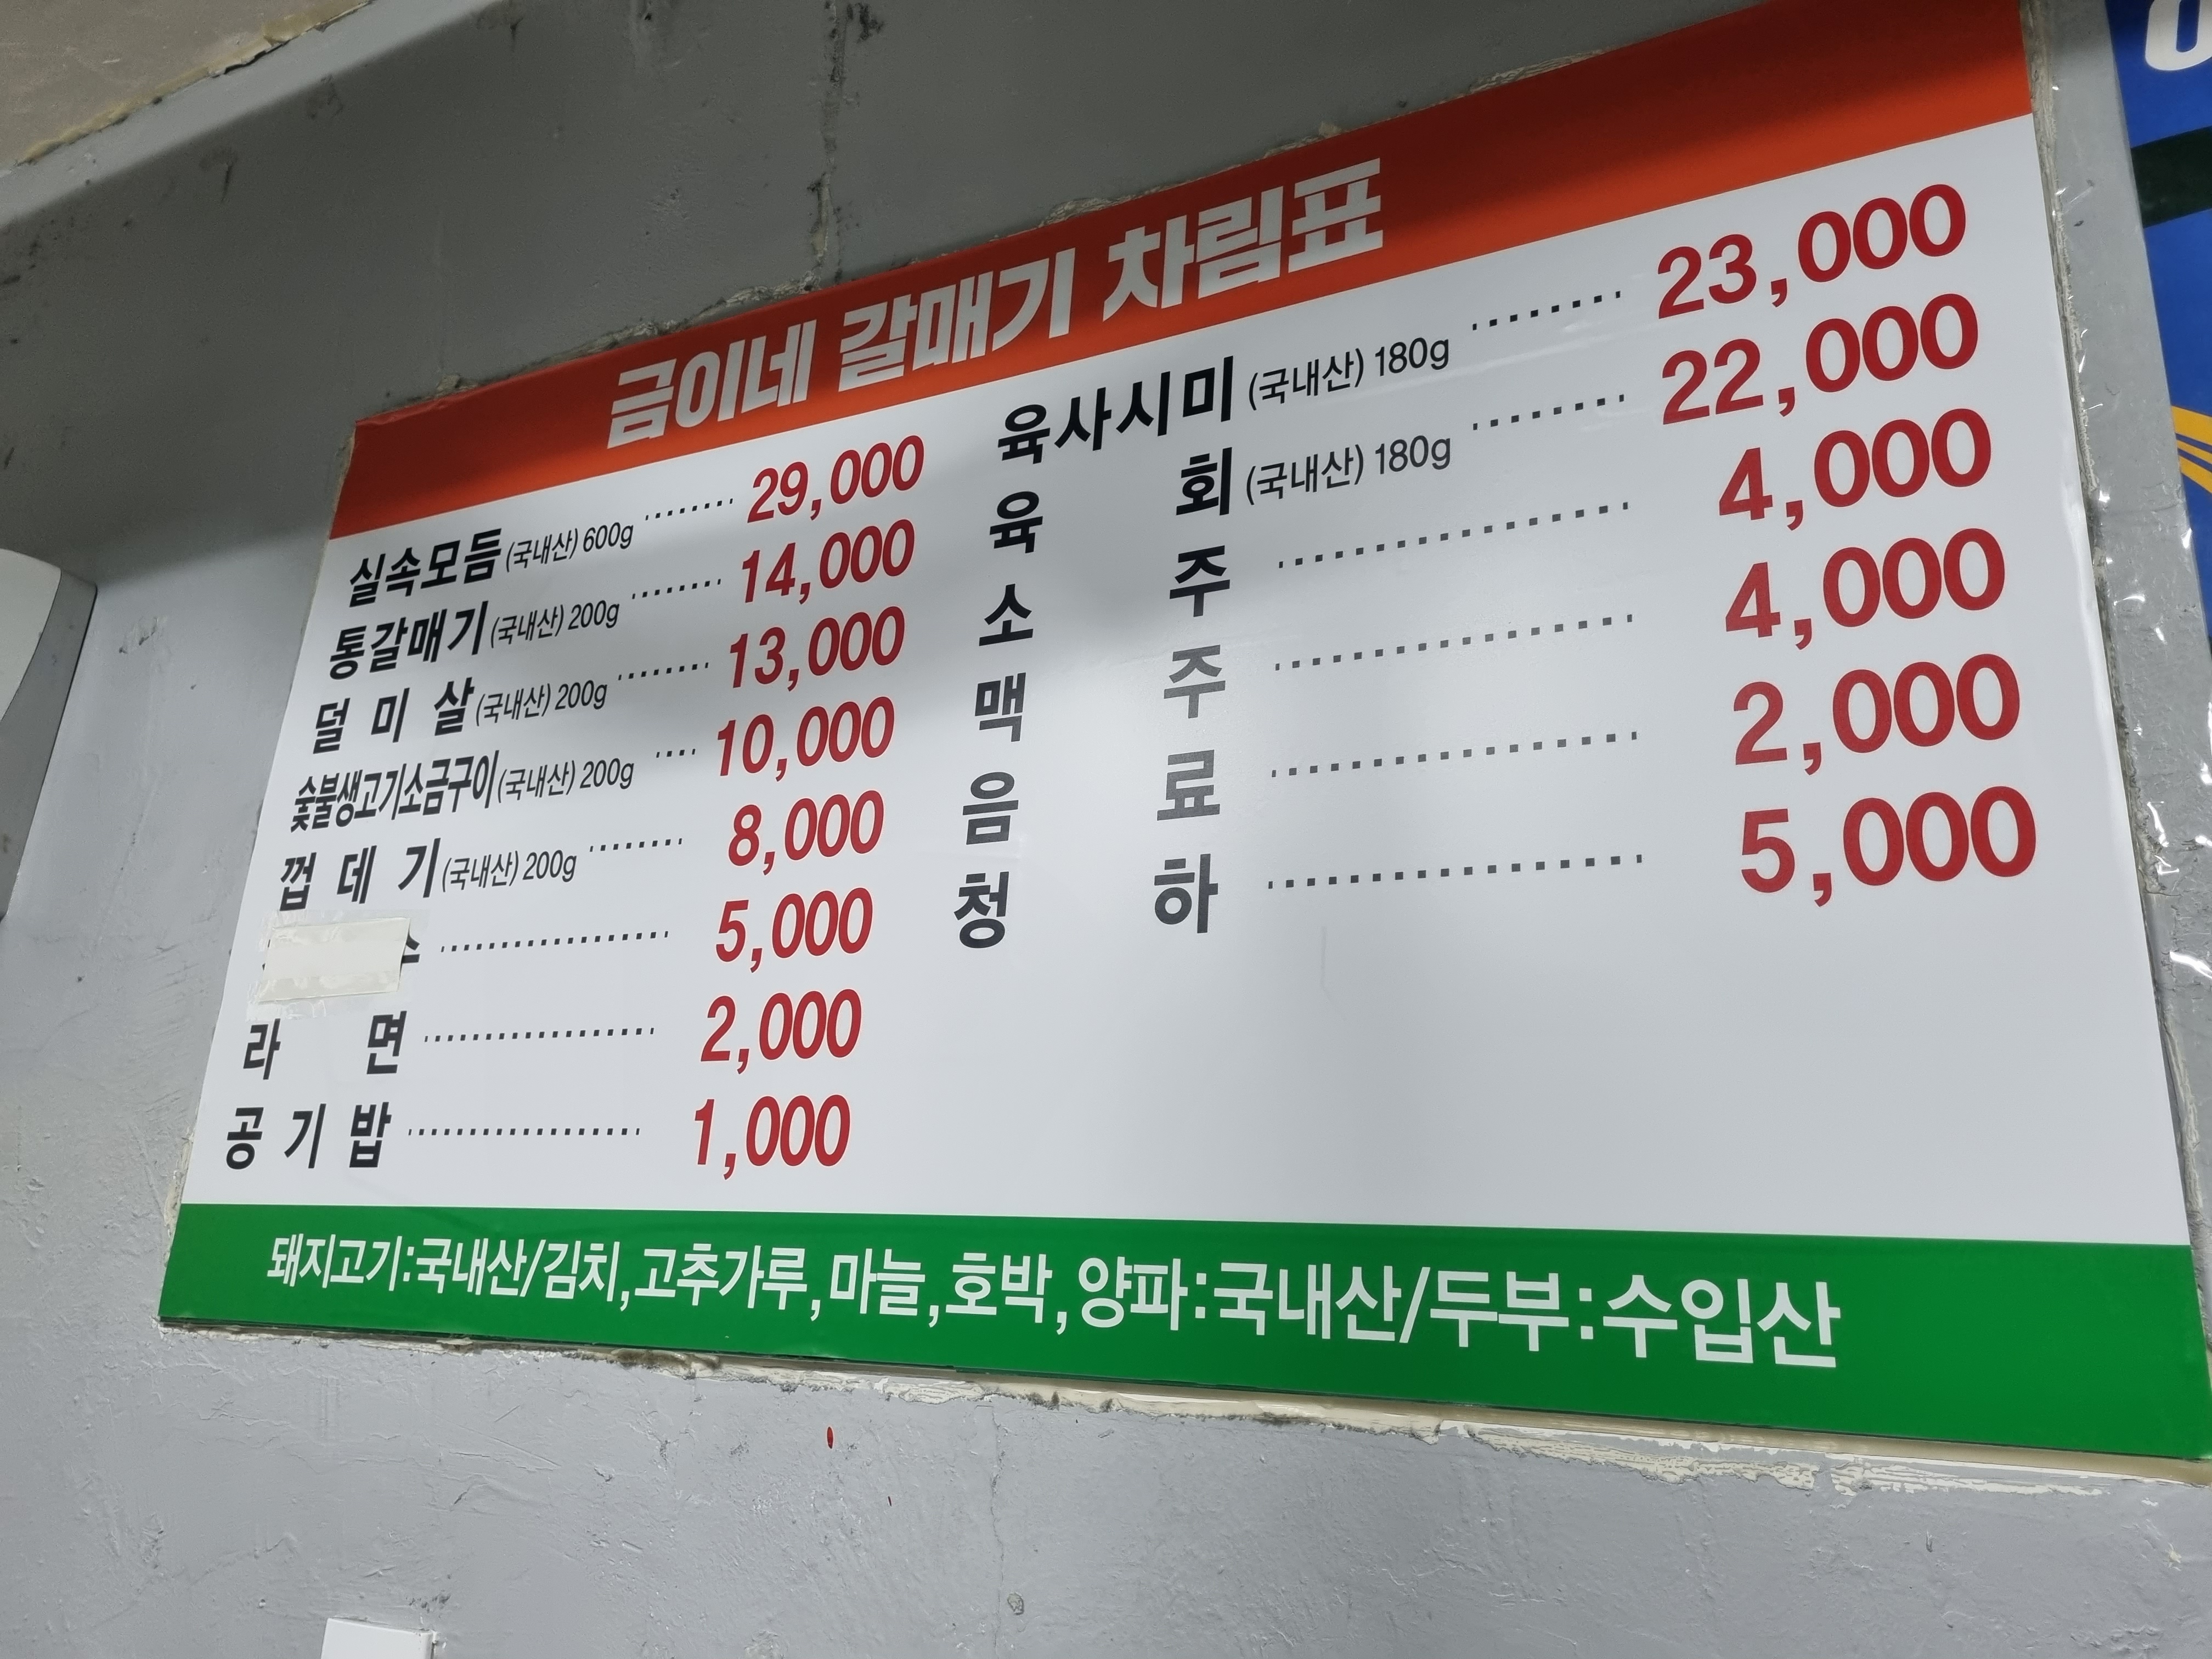 금이네 갈매기 차림표
실속모듬 (국내산) 600g ········ 29,000
통갈매기 (국내산) 200g ········ 14,000
덜 미 살 (국내산) 200g ········ 13,000
숯불생고기소금구이 (국내산) 200g ···· 10,000
껍 데 기 (국내산) 200g ········ 8,000
···················· 5,000
라 면 ···················· 2,000
공 기 밥 ···················· 1,000
육사시미 (국내산) 180g ········ 23,000
육 회 (국내산) 180g ········ 22,000
소 주 ···················· 4,000
맥 주 ···················· 4,000
음 료 ···················· 2,000
청 하 ···················· 5,000
돼지고기:국내산/김치,고추가루,마늘,호박,양파:국내산/두부:수입산